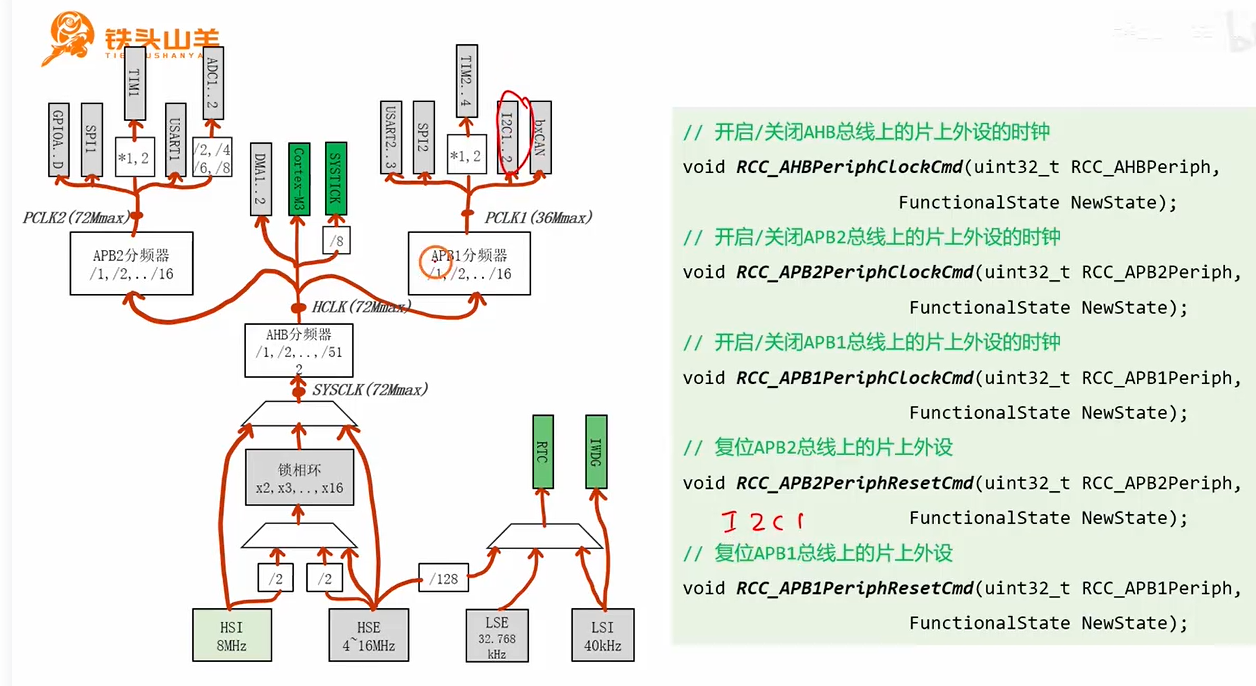 铁头山羊
TIM1
ADC1..2
GPIOA..D
SPI1
*1,2
USART1
/2,/4
/6,/8
PCLK2(72Mmax)
APB2分频器
/1,/2,../16
DMA1..2
Cortex-M3
SYSTICK
/8
TIM2..4
USART2..3
SPI2
*1,2
I2C1..2
bxCAN
PCLK1(36Mmax)
APB1分频器
/1,/2,../16
HCLK(72Mmax)
AHB分频器
/1,/2,..,/51
2
SYSCLK(72Mmax)
锁相环
x2,x3,..,x16
RTC
IWDG
/2
/2
/128
HSI
8MHz
HSE
4~16MHz
LSE
32.768
kHz
LSI
40kHz
// 开启/关闭AHB总线上的片上外设的时钟
void RCC_AHBPeriphClockCmd(uint32_t RCC_AHBPeriph,
FunctionalState NewState);
// 开启/关闭APB2总线上的片上外设的时钟
void RCC_APB2PeriphClockCmd(uint32_t RCC_APB2Periph,
FunctionalState NewState);
// 开启/关闭APB1总线上的片上外设的时钟
void RCC_APB1PeriphClockCmd(uint32_t RCC_APB1Periph,
FunctionalState NewState);
// 复位APB2总线上的片上外设
void RCC_APB2PeriphResetCmd(uint32_t RCC_APB2Periph,
I2C1 FunctionalState NewState);
// 复位APB1总线上的片上外设
void RCC_APB1PeriphResetCmd(uint32_t RCC_APB1Periph,
FunctionalState NewState);